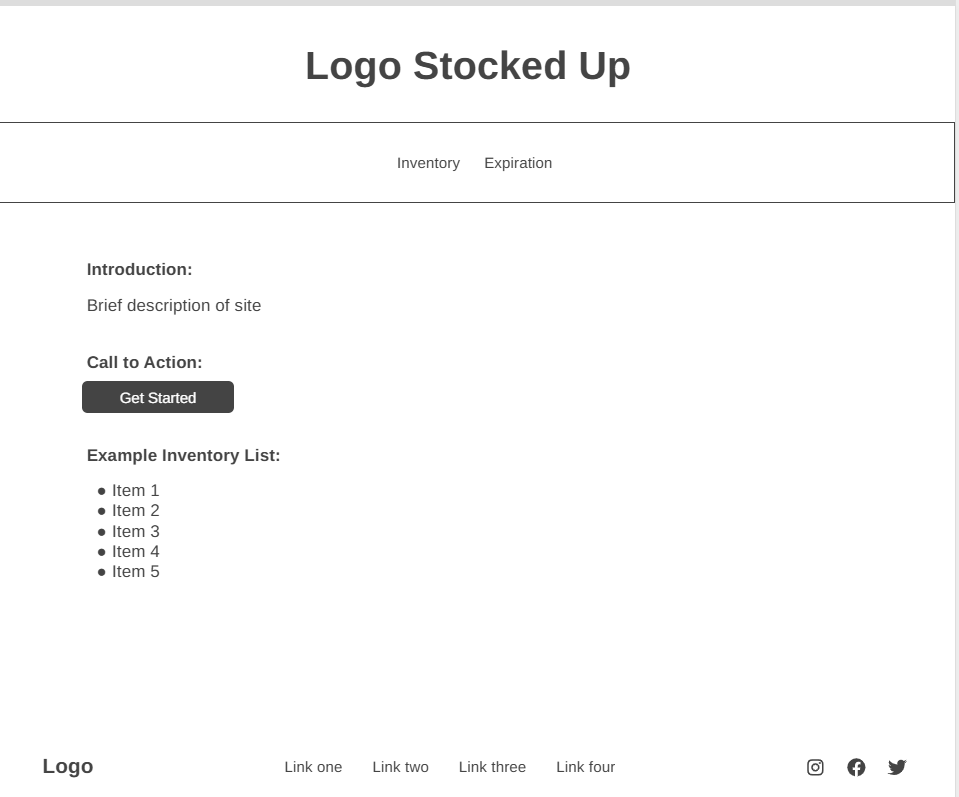 Logo Stocked Up
Inventory Expiration
Introduction:
Brief description of site
Call to Action:
Get Started
Example Inventory List:
● Item 1
● Item 2
● Item 3
● Item 4
● Item 5
Logo Link one Link two Link three Link four